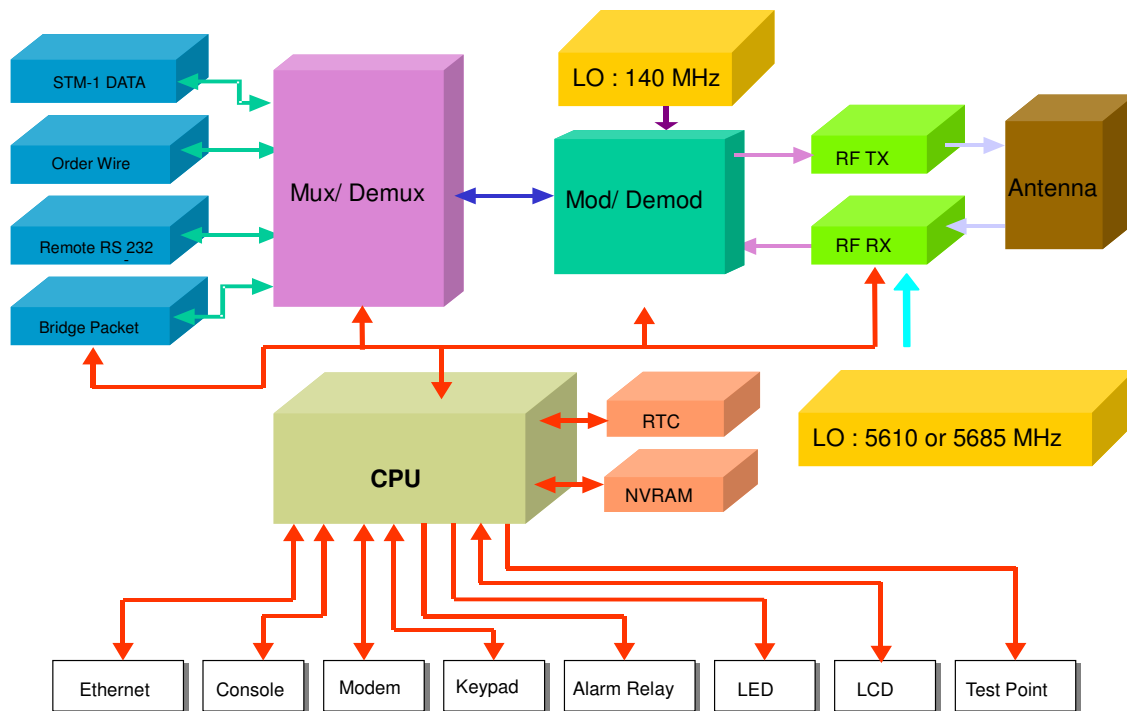 STM-1 DATA
Order Wire
Remote RS 232
Bridge Packet
Mux/ Demux
LO : 140 MHz
Mod/ Demod
RF TX
RF RX
Antenna
LO : 5610 or 5685 MHz
CPU
RTC
NVRAM
Ethernet
Console
Modem
Keypad
Alarm Relay
LED
LCD
Test Point